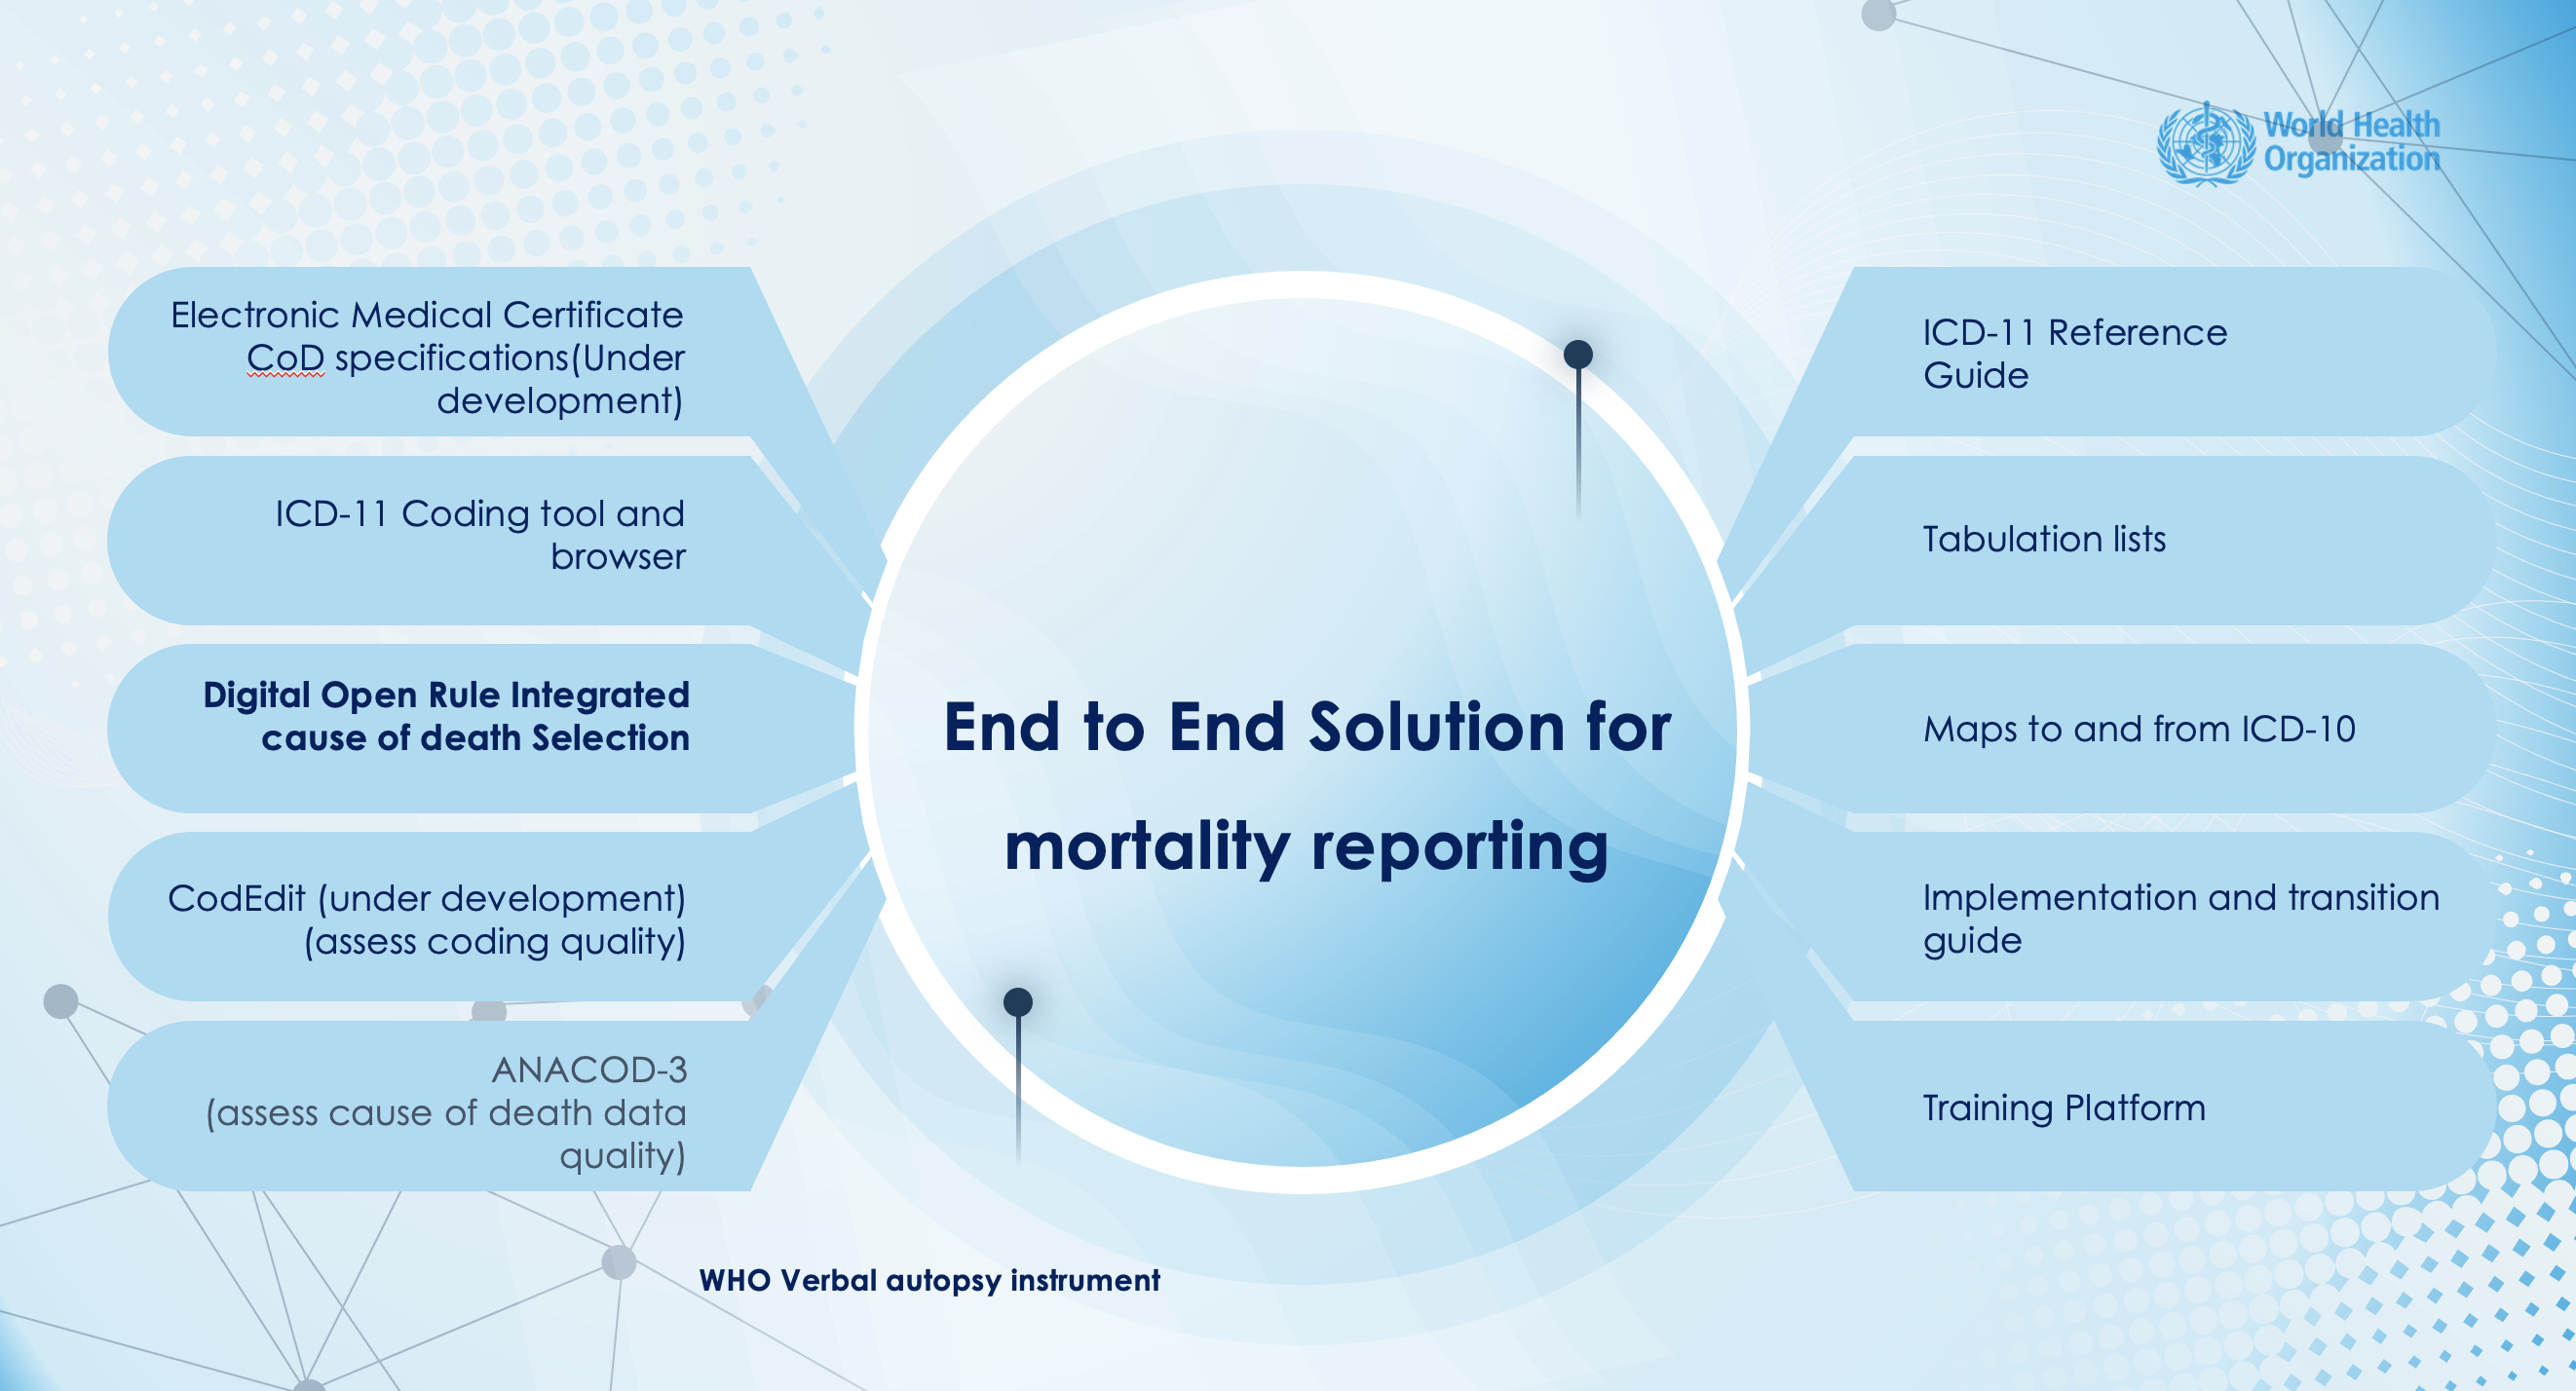 World Health
Organization
Electronic Medical Certificate
CoD specifications(Under
development)
ICD-11 Coding tool and
browser
Digital Open Rule Integrated
cause of death Selection
CodEdit (under development)
(assess coding quality)
ANACOD-3
(assess cause of death data
quality)
End to End Solution for
mortality reporting
ICD-11 Reference
Guide
Tabulation lists
Maps to and from ICD-10
Implementation and transition
guide
Training Platform
WHO Verbal autopsy instrument